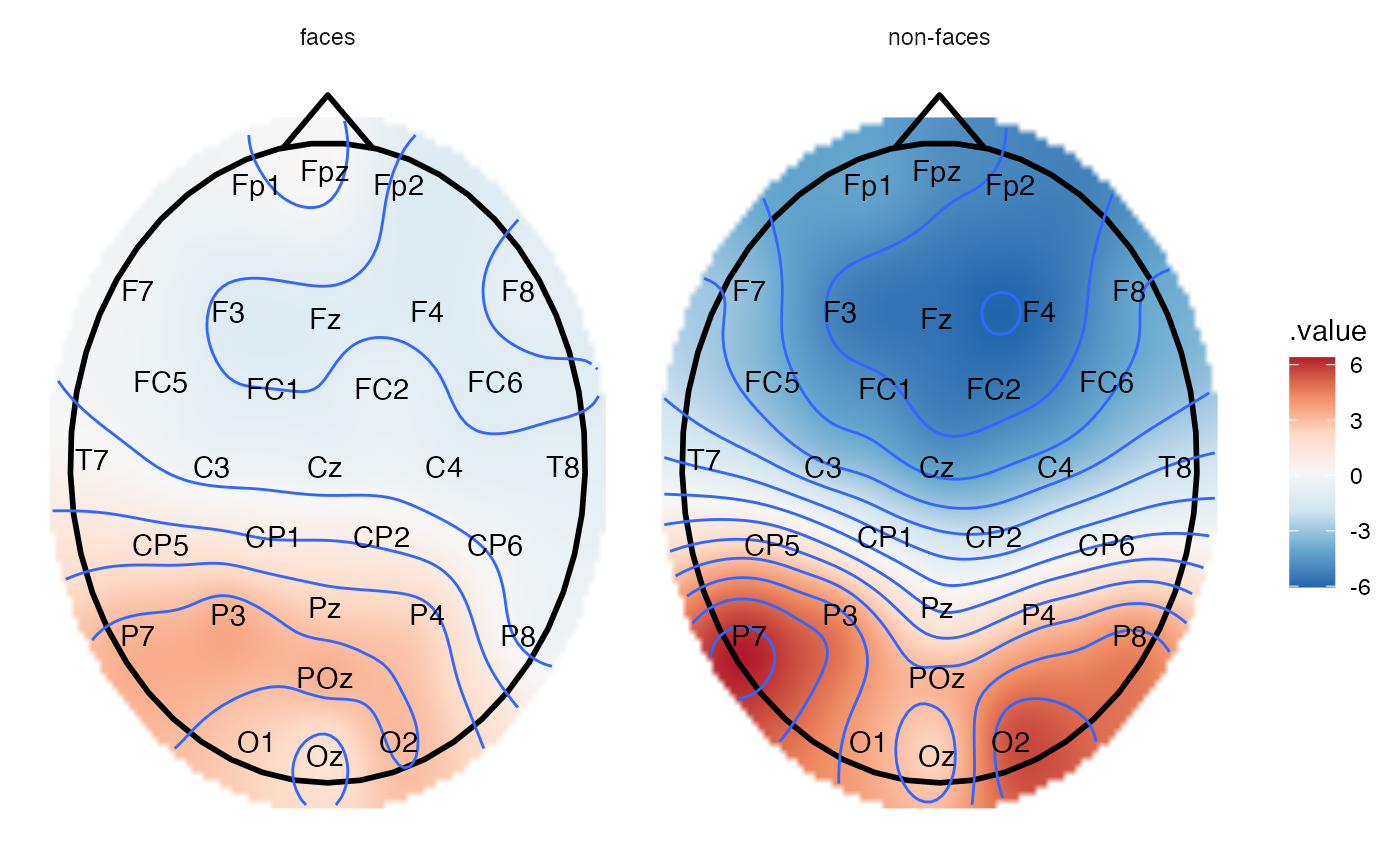 faces
non-faces
Fp1 Fpz Fp2
Fp1 Fpz Fp2
F7 F3 Fz F4 F8
F7 F3 Fz F4 F8
.value
6
3
0
-3
-6
FC5 FC1 FC2 FC6
FC5 FC1 FC2 FC6
T7 C3 Cz C4 T8
T7 C3 Cz C4 T8
CP5 CP1 CP2 CP6
CP5 CP1 CP2 CP6
P7 P3 Pz P4 P8
P7 P3 Pz P4 P8
POz
POz
O1 Oz O2
O1 Oz O2